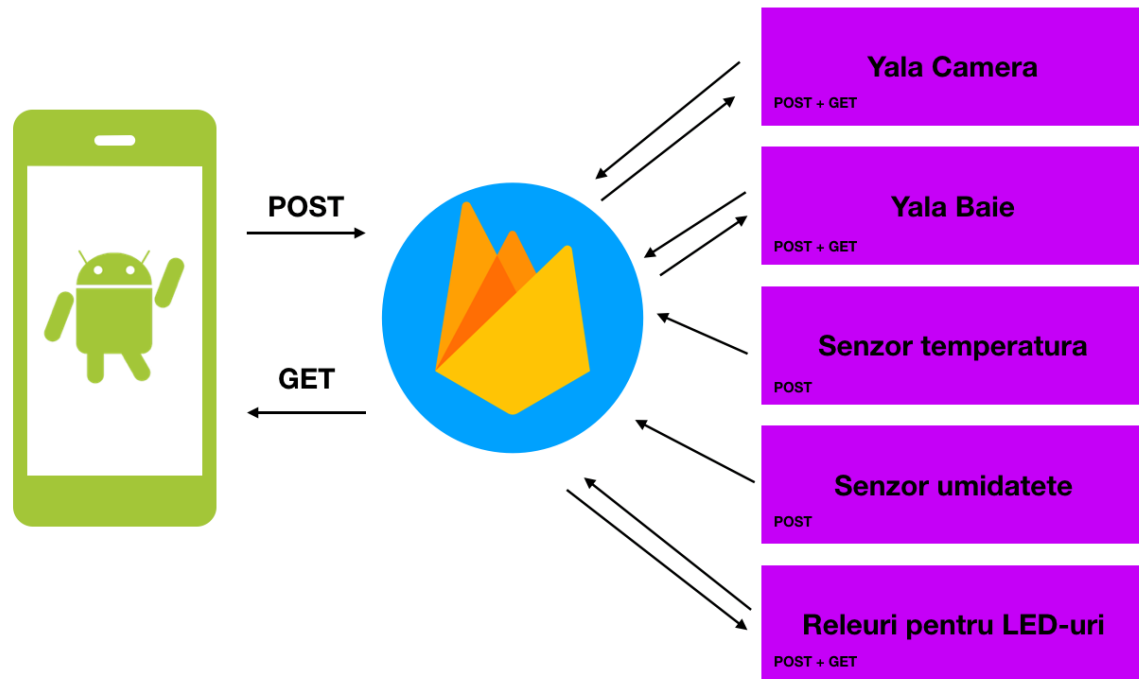 POST
GET
Yala Camera
POST + GET
Yala Baie
POST + GET
Senzor temperatura
POST
Senzor umidatete
POST
Releuri pentru LED-uri
POST + GET